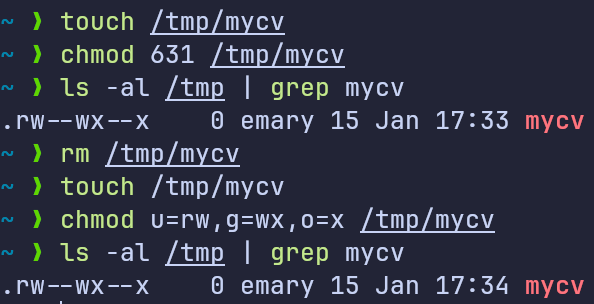 ~ ❱ touch /tmp/mycv
~ ❱ chmod 631 /tmp/mycv
~ ❱ ls -al /tmp | grep mycv
.rw--wx--x    0 emary 15 Jan 17:33 mycv
~ ❱ rm /tmp/mycv
~ ❱ touch /tmp/mycv
~ ❱ chmod u=rw,g=wx,o=x /tmp/mycv
~ ❱ ls -al /tmp | grep mycv
.rw--wx--x    0 emary 15 Jan 17:34 mycv